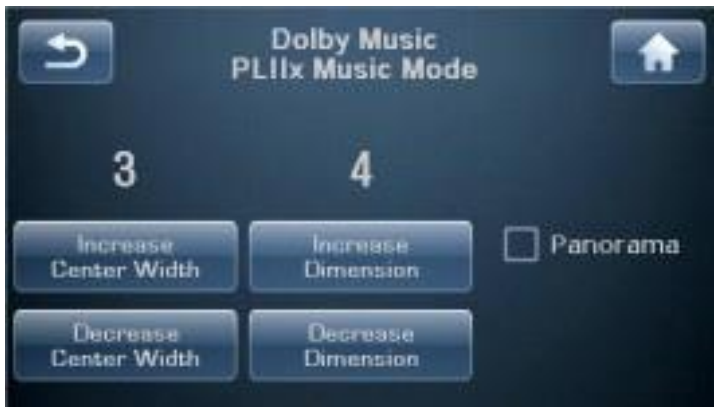 Dolby Music
PLIIx Music Mode
3
4
Increase
Center Width
Increase
Dimension
Panorama
Decrease
Center Width
Decrease
Dimension